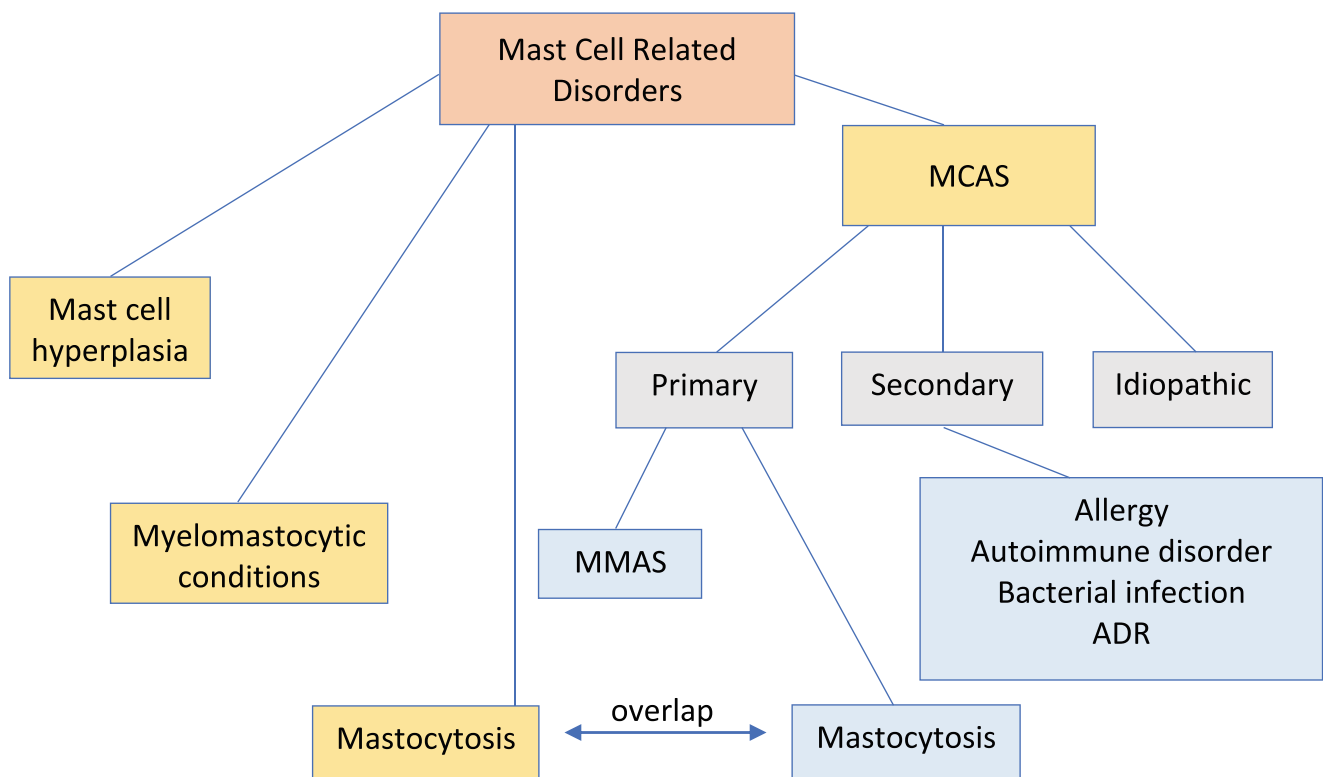 Mast Cell Related
Disorders
MCAS
Mast cell
hyperplasia
Primary
Secondary
Idiopathic
Myelomastocytic
conditions
MMAS
Allergy
Autoimmune disorder
Bacterial infection
ADR
Mastocytosis
overlap
Mastocytosis